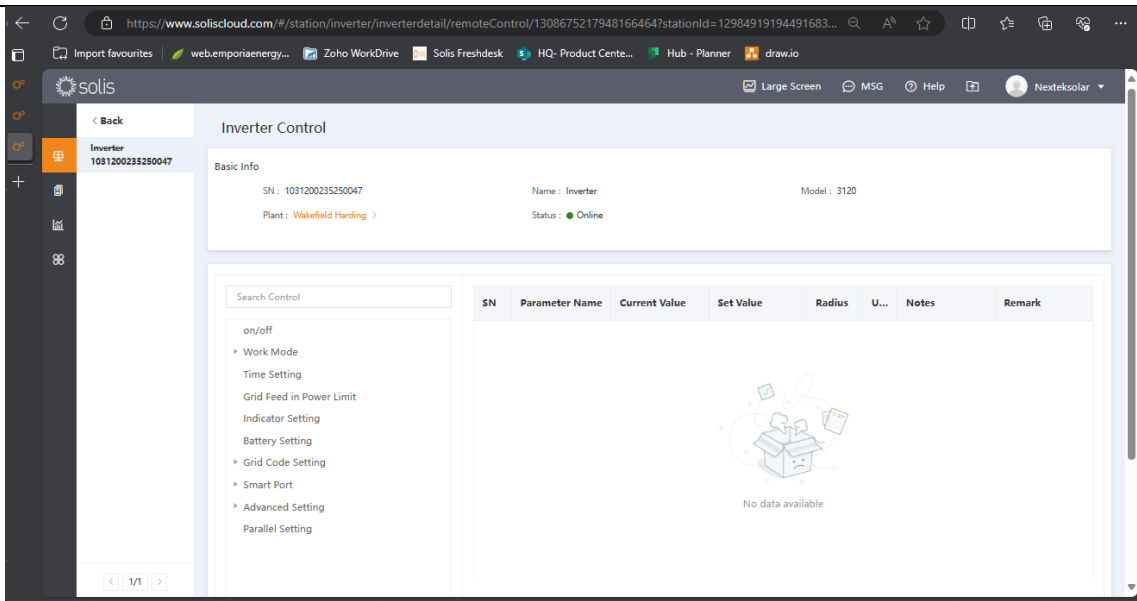 https://www.soliscloud.com/#/station/inverter/inverterdetail/remoteControl/1308675217948166464?stationId=12984919194491683...
Import favourites web.emporiaenergy... Zoho WorkDrive Solis Freshdesk HQ- Product Cente... Hub - Planner draw.io
solis Large Screen MSG Help Nexteksolar
< Back
Inverter
1031200235250047
Inverter Control
Basic Info
SN : 1031200235250047 Name : Inverter Model : 3120
Plant : Wakefield Harding > Status : Online
Search Control
SN Parameter Name Current Value Set Value Radius U... Notes Remark
on/off
Work Mode
Time Setting
Grid Feed in Power Limit
Indicator Setting
Battery Setting
Grid Code Setting
Smart Port
Advanced Setting
Parallel Setting
No data available
< 1/1 >